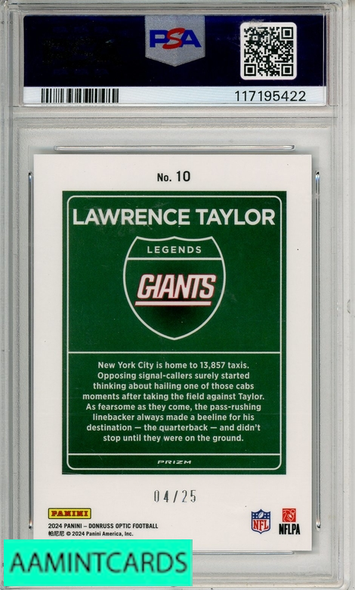 PSA
117195422
No. 10
LAWRENCE TAYLOR
LEGENDS
GIANTS
New York City is home to 13,857 taxis.
Opposing signal-callers surely started
thinking about hailing one of those cabs
moments after taking the field against Taylor.
As fearsome as they come, the pass-rushing
linebacker always made a beeline for his
destination — the quarterback — and didn't
stop until they were on the ground.
PRIZM
04/25
PANINI
2024 PANINI – DONRUSS OPTIC FOOTBALL
帕尼尼 © 2024 Panini America, Inc.
NFL
NFLPA
AAMINTCARDS